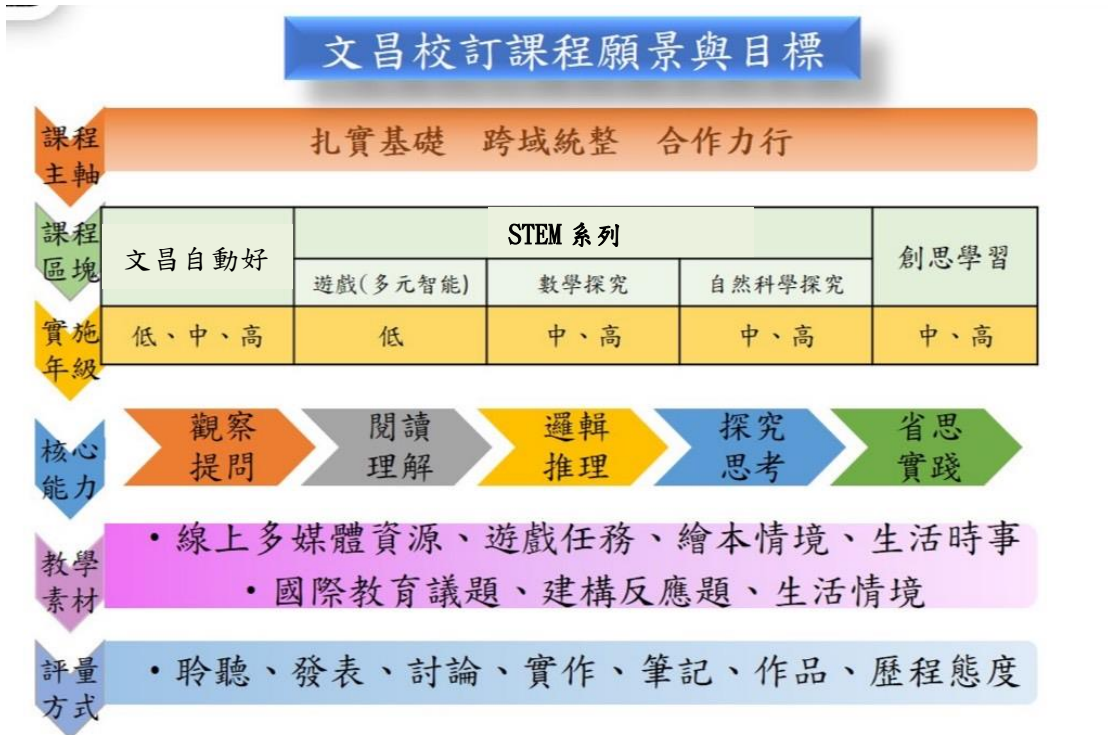 文昌校訂課程願景與目標
課程
主軸
扎實基礎 跨域統整 合作力行
課程
區塊
文昌自動好
STEM 系列
遊戲(多元智能)
數學探究
自然科學探究
創思學習
實施
年級
低、中、高
低
中、高
中、高
中、高
核心
能力
觀察
提問
閱讀
理解
邏輯
推理
探究
思考
省思
實踐
教學
素材
•線上多媒體資源、遊戲任務、繪本情境、生活時事
•國際教育議題、建構反應題、生活情境
評量
方式
•聆聽、發表、討論、實作、筆記、作品、歷程態度